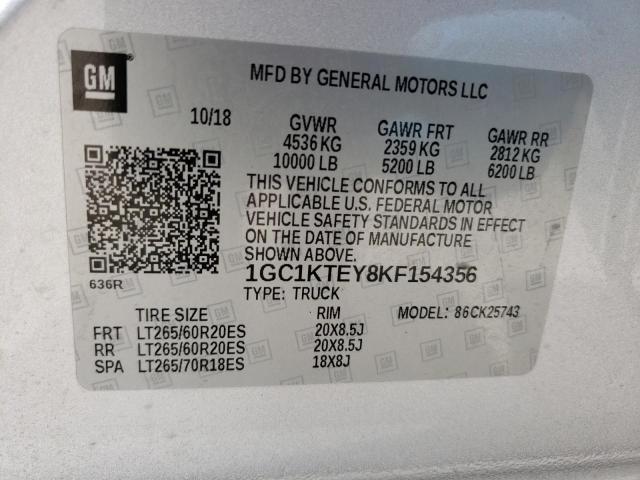 GM
MFD BY GENERAL MOTORS LLC
10/18
GVWR GAWR FRT GAWR RR
4536 KG 2359 KG 2812 KG
10000 LB 5200 LB 6200 LB
THIS VEHICLE CONFORMS TO ALL
APPLICABLE U.S. FEDERAL MOTOR
VEHICLE SAFETY STANDARDS IN EFFECT
ON THE DATE OF MANUFACTURE
SHOWN ABOVE.
636R
1GC1KTEY8KF154356
TYPE: TRUCK
TIRE SIZE RIM MODEL: 86CK25743
FRT LT265/60R20ES 20X8.5J
RR LT265/60R20ES 20X8.5J
SPA LT265/70R18ES 18X8J